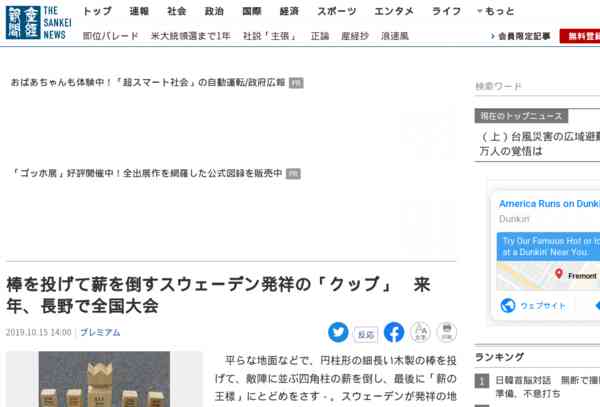 産経新聞 THE SANKEI NEWS
トップ 速報 社会 政治 国際 経済 スポーツ エンタメ ライフ もっと
即位パレード 米大統領選まで1年 社説「主張」 正論 産経抄 浪速風
会員限定記事 無料登録
おばあちゃんも体験中！「超スマート社会」の自動運転/政府広報 PR
検索ワード
現在のトップニュース
（上）台風災害の広域避難
万人の覚悟は
「ゴッホ展」好評開催中！全出展作を網羅した公式図録を販売中 PR
America Runs on Dunki
Dunkin'
Try Our Famous Hot or Ic
at a Dunkin' Near You.
Fremont
ウェブサイト
棒を投げて薪を倒すスウェーデン発祥の「クッブ」 来
年、長野で全国大会
2019.10.15 14:00 プレミアム
反応
文字
印刷
平らな地面などで、円柱形の細長い木製の棒を投
げて、敵陣に並ぶ四角柱の薪を倒し、最後に「薪の
王様」にとどめをさす－。スウェーデンが発祥の地
ランキング
1 日韓首脳対話 無断で撮
準備、不意打ち